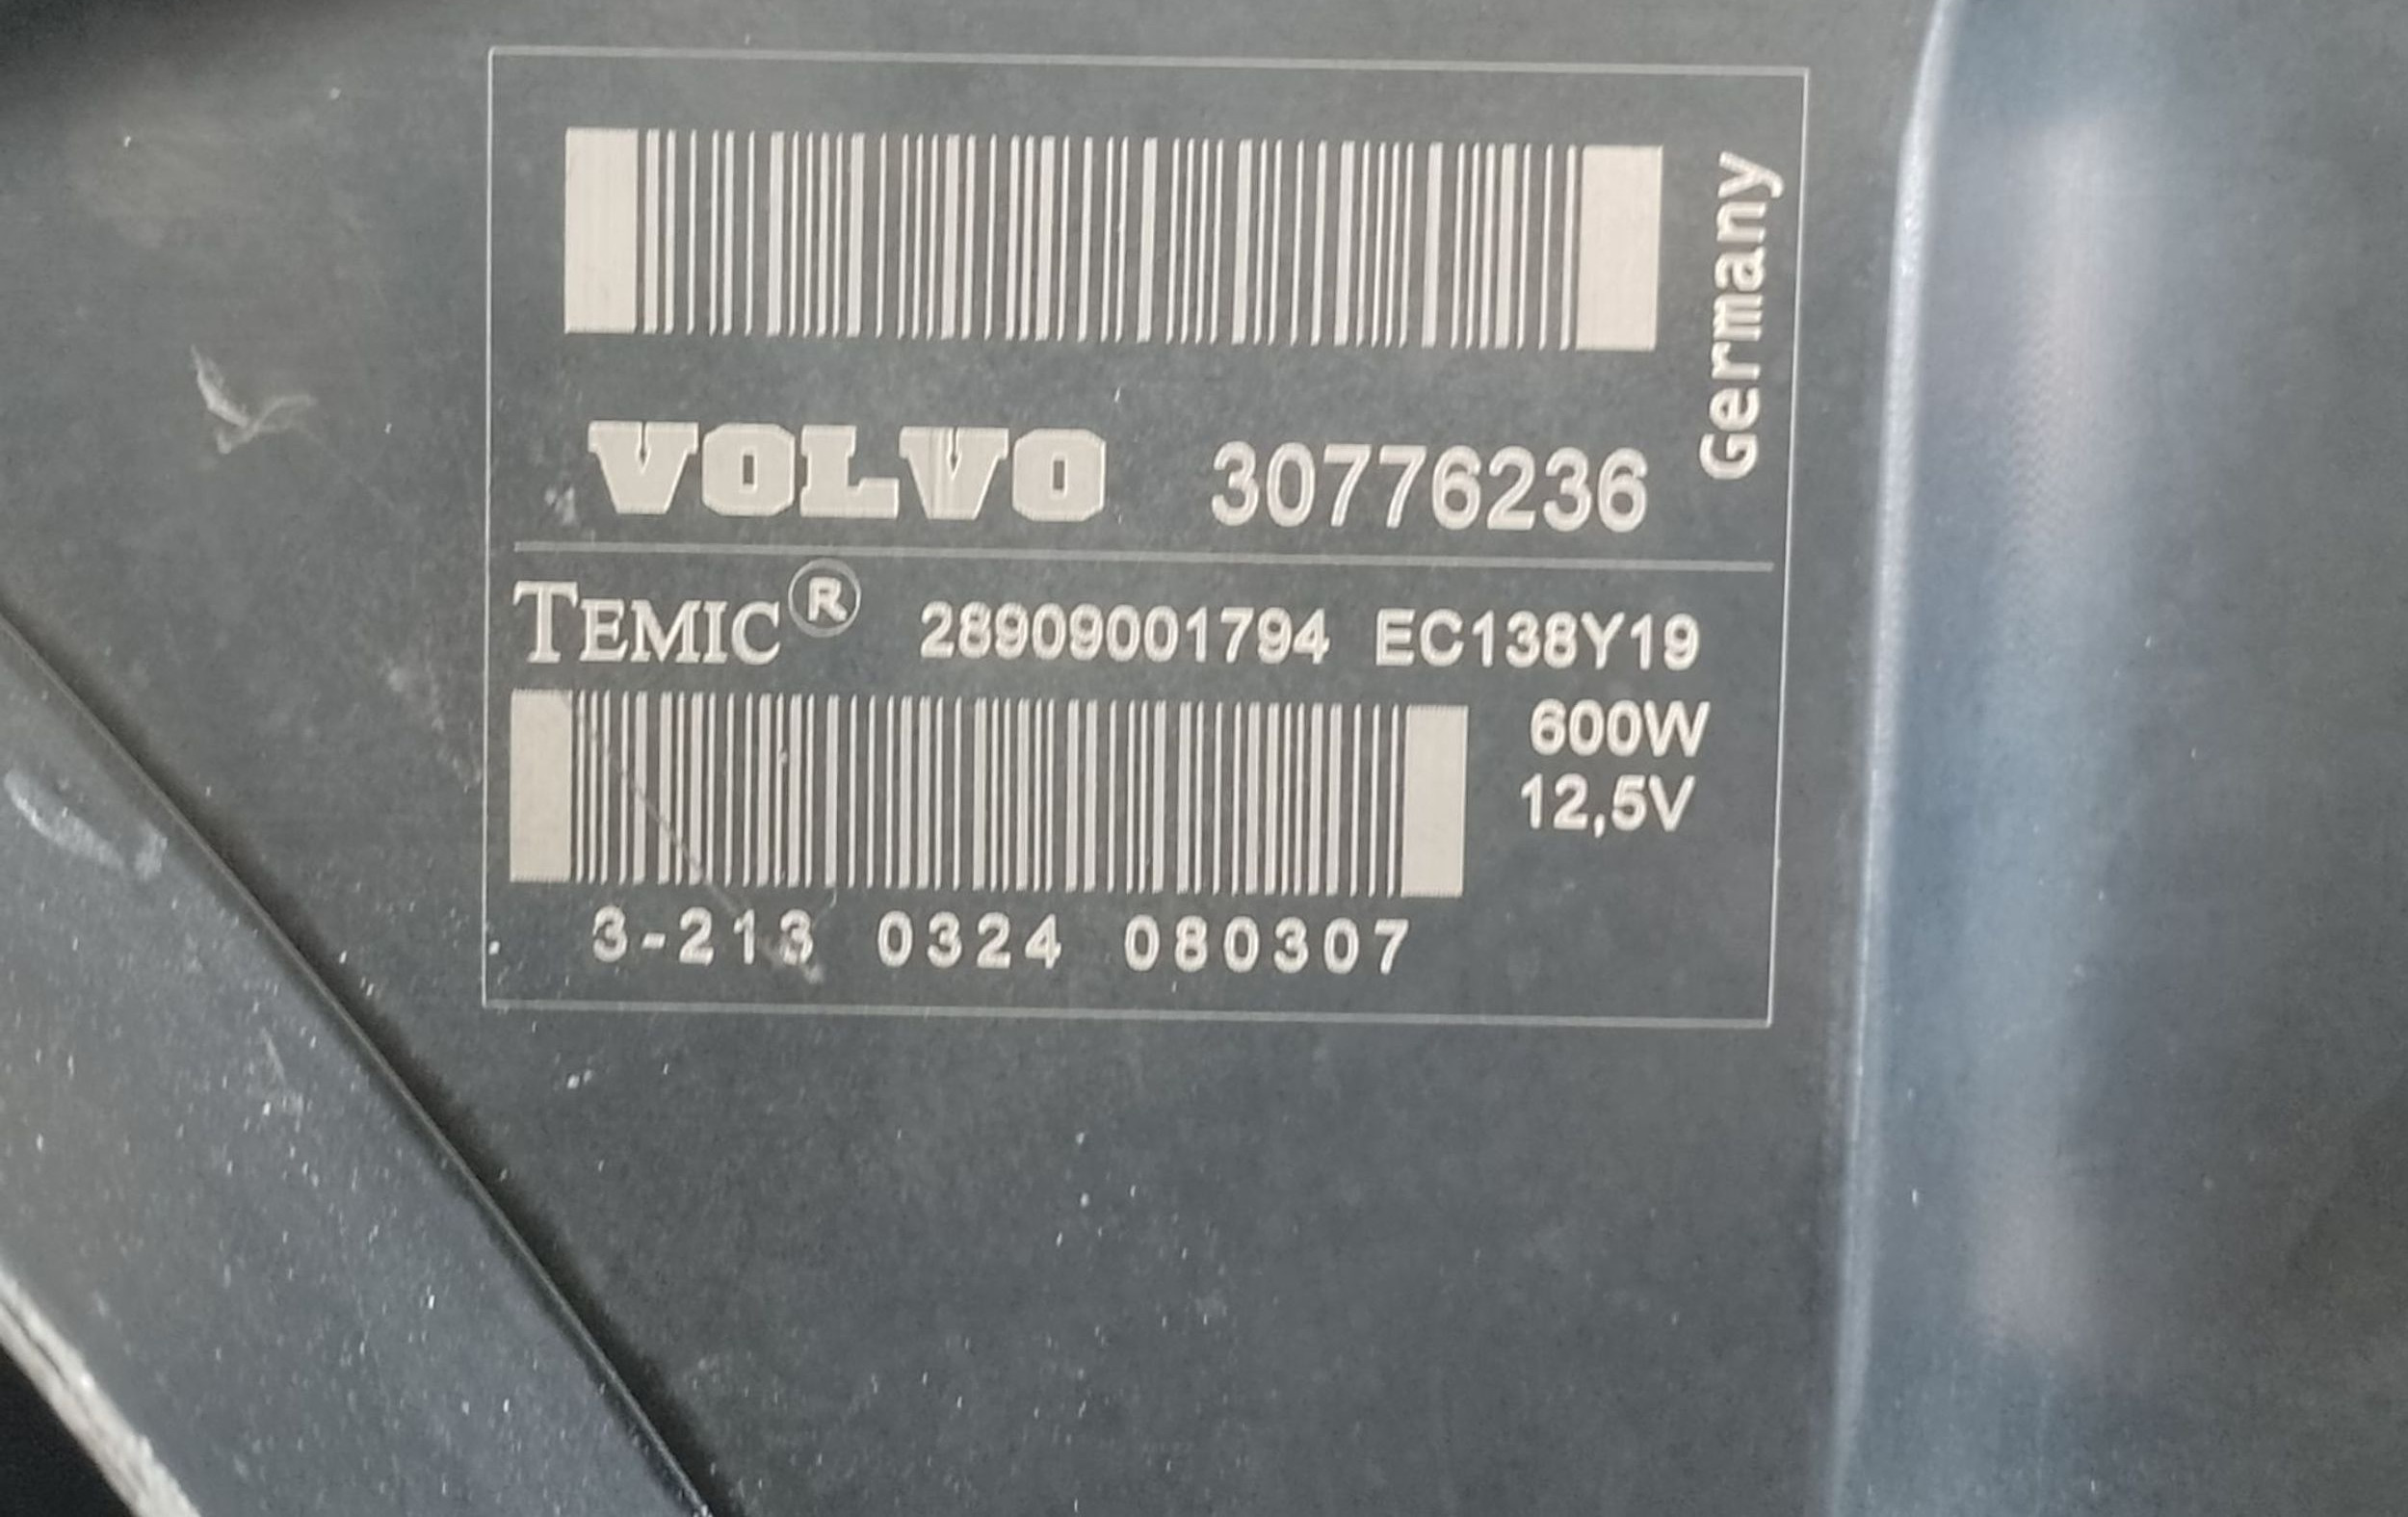 VOLVO 30776236
Germany
TEMIC® 28909001794 EC138Y19
600W
12,5V
3-213 0324 080307